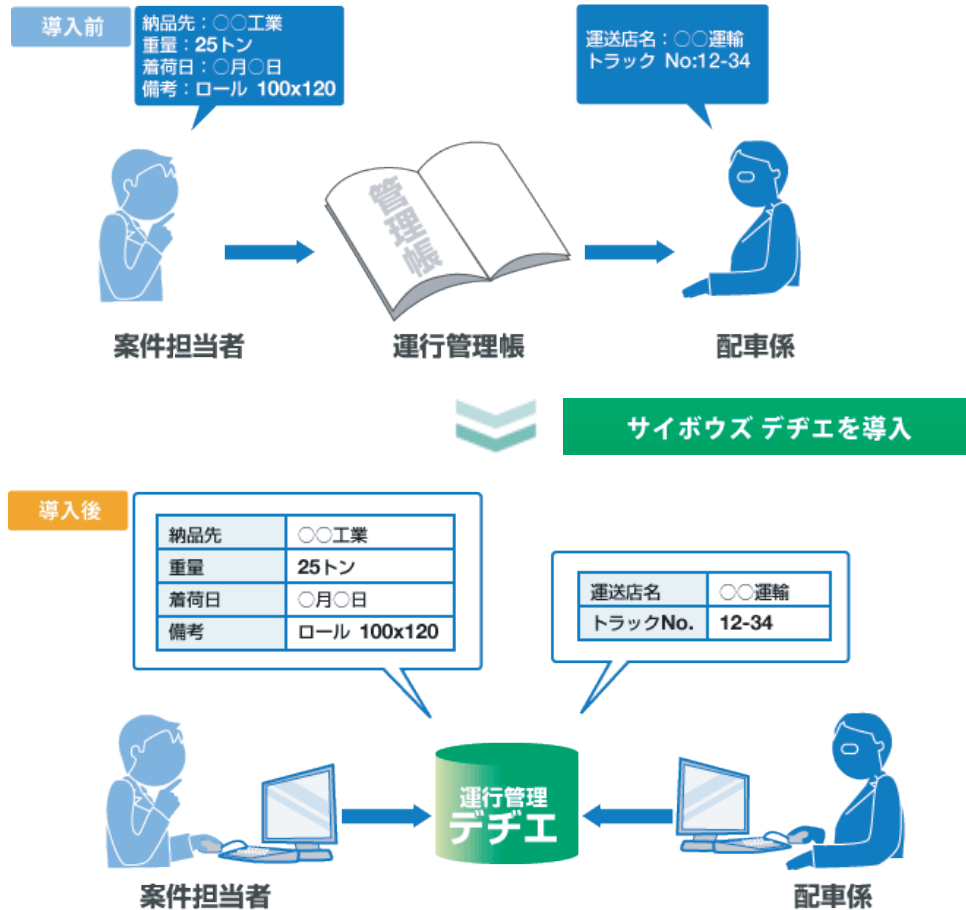 導入前
納品先：○○工業
重量：25トン
着荷日：○月○日
備考：ロール 100x120
運送店名：○○運輸
トラック No:12-34
管理帳
案件担当者
運行管理帳
配車係
サイボウズ デヂエを導入
導入後
納品先 ○○工業
重量 25トン
着荷日 ○月○日
備考 ロール 100x120
運送店名 ○○運輸
トラックNo. 12-34
運行管理
デヂエ
案件担当者
配車係